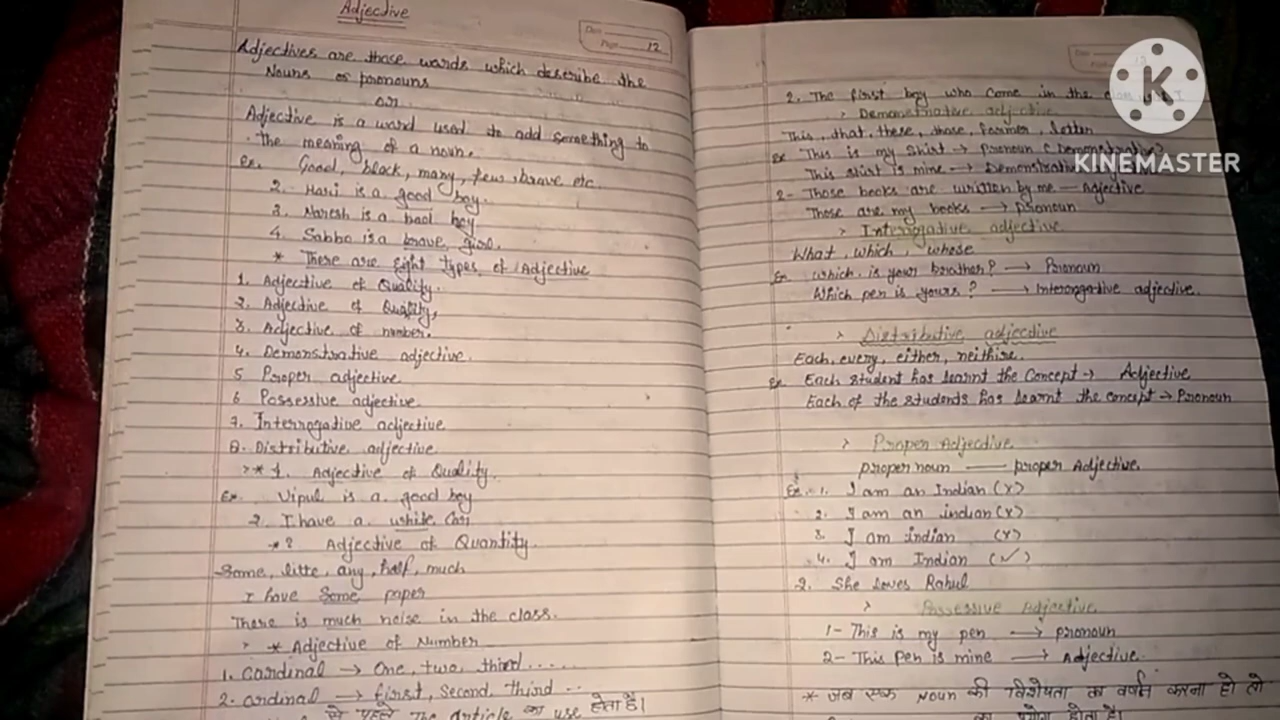 Adjective
Date
Page 12
Adjectives are those words which describe the
Nouns or pronouns
or
Adjective is a word used to add something to
The meaning of a noun.
ex. Good, black, many, few, brave etc.
2. Hari is a good boy.
3. Naresh is a bad boy
4. Sabba is a brave girl.
* There are Eight types of Adjective
1. Adjective of Quality.
2. Adjective of
3. Adjective of number.
4. Demonstrative adjective.
5 Proper adjective
6 Possessive adjective
7. Interrogative adjective
8. Distributive adjective
* 1. Adjective of Quality.
Ex. Vipul is a good boy
2. I have a white Car
* 2 Adjective of Quantity.
Some, litte, any, half, much
I have Some paper
There is much noise in the class.
* Adjective of Number
1. Cardinal → One, two, third .....
2. ordinal → first, Second, third ..
से पहले The Article का use होता है।
2. The first boy who come in the
> Demonstrative adjective
This, that, these, those, former, letter
Ex This is my Shirt → Pronoun (Demonstrative)
This shirt is mine → Demonstrative
2- Those books are written by me — Adjective
Those are my books → Pronoun
> Interrogative adjective
What, which, whose
Ex. Which is your brother? → Pronoun
Which pen is yours? → Interrogative adjective.
> Distributive adjective
Each, every, either, neithire.
Ex. Each student has learnt the Concept → Adjective
Each of the students has learnt the concept → Pronoun
> Proper Adjective
proper noun — proper Adjective
Ex. 1. I am an Indian (x)
2. I am an indian (x)
3. I am indian (x)
4. I am Indian (✓)
2. She loves Rahul
> Possessive Adjective
1- This is my pen → pronoun
2- This pen is mine → Adjective
* जब एक Noun की विशेषता का वर्णन करना हो तो
का प्रयोग होता है।
K
KINEMASTER